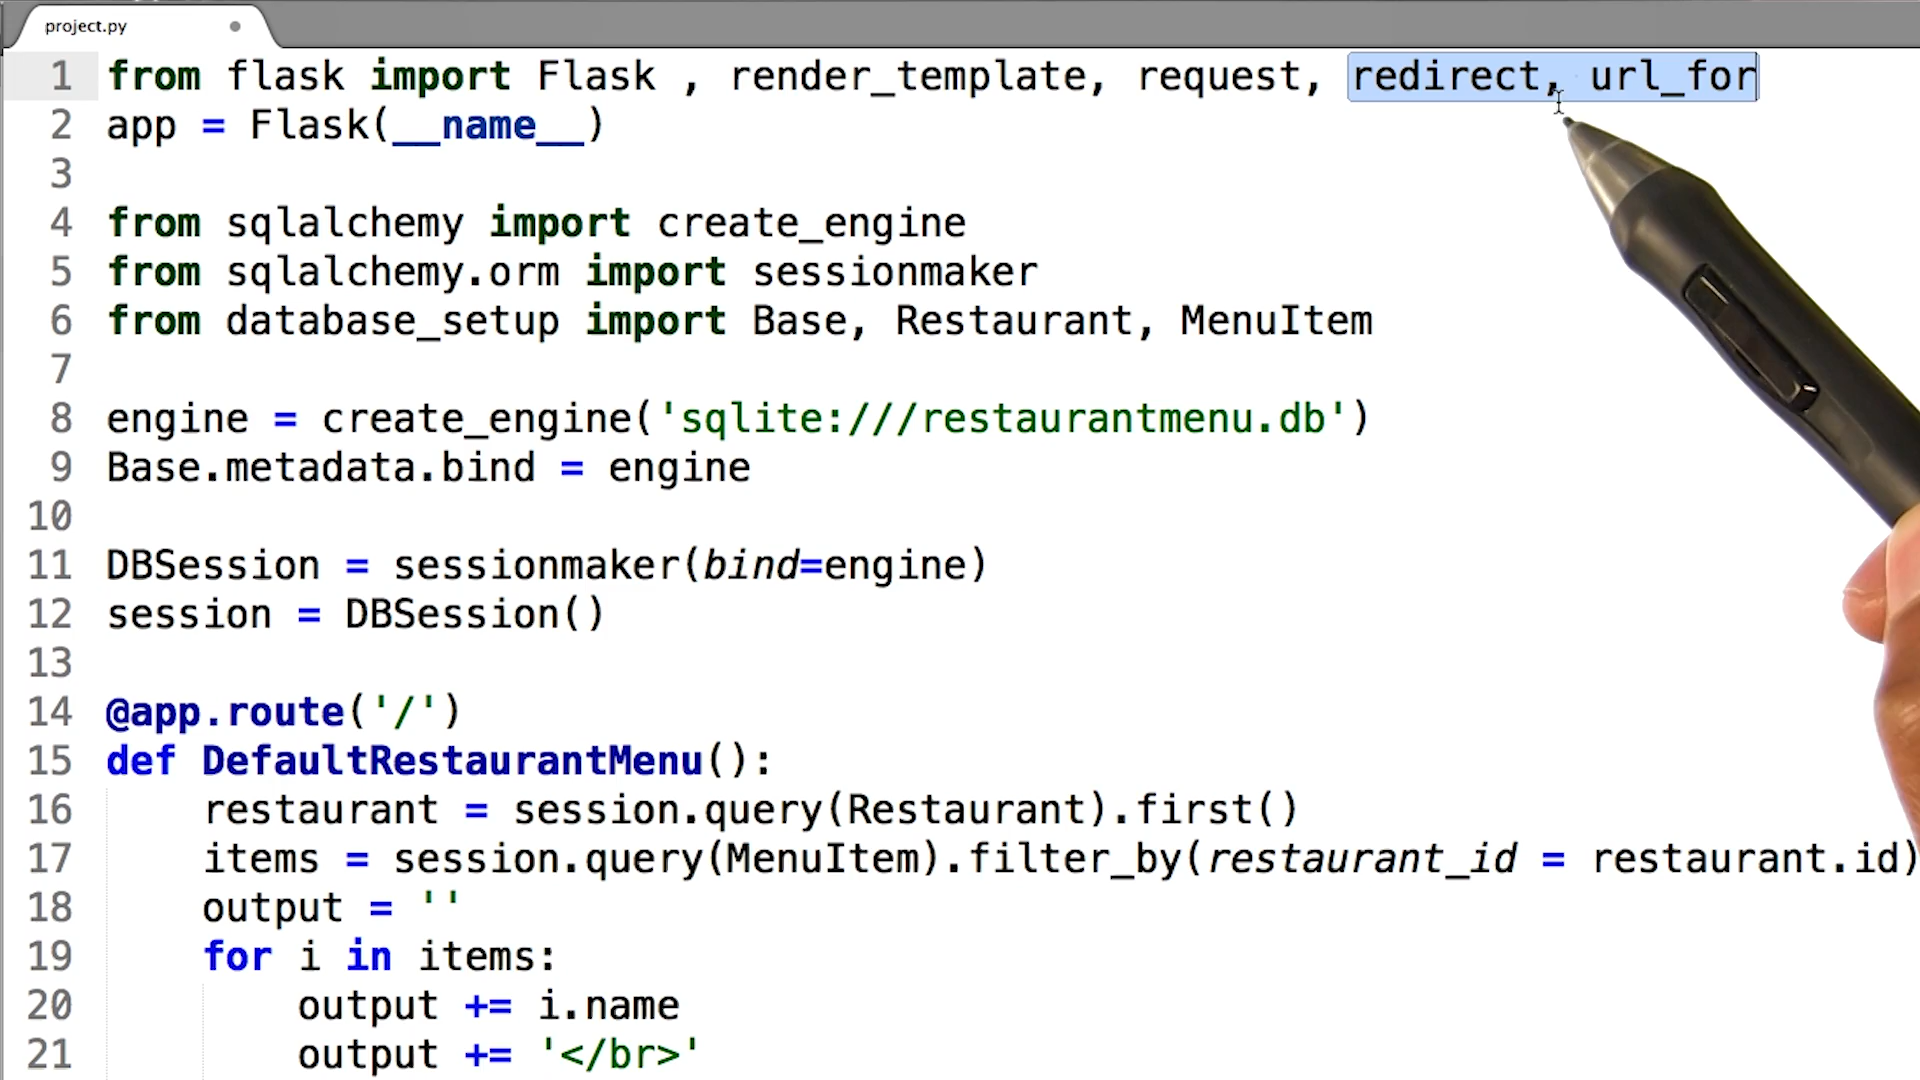 project.py
1 from flask import Flask , render_template, request, redirect, url_for
2 app = Flask(__name__)
3
4 from sqlalchemy import create_engine
5 from sqlalchemy.orm import sessionmaker
6 from database_setup import Base, Restaurant, MenuItem
7
8 engine = create_engine('sqlite:///restaurantmenu.db')
9 Base.metadata.bind = engine
10
11 DBSession = sessionmaker(bind=engine)
12 session = DBSession()
13
14 @app.route('/')
15 def DefaultRestaurantMenu():
16     restaurant = session.query(Restaurant).first()
17     items = session.query(MenuItem).filter_by(restaurant_id = restaurant.id)
18     output = ''
19     for i in items:
20         output += i.name
21         output += '</br>'